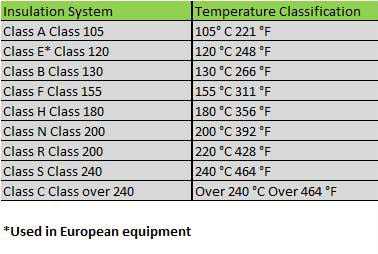 Insulation System Temperature Classification
Class A Class 105 105° C 221 °F
Class E* Class 120 120 °C 248 °F
Class B Class 130 130 °C 266 °F
Class F Class 155 155 °C 311 °F
Class H Class 180 180 °C 356 °F
Class N Class 200 200 °C 392 °F
Class R Class 200 220 °C 428 °F
Class S Class 240 240 °C 464 °F
Class C Class over 240 Over 240 °C Over 464 °F
*Used in European equipment